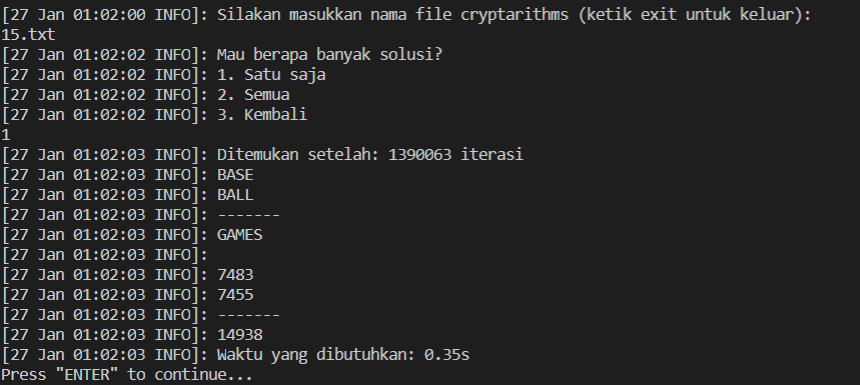 [27 Jan 01:02:00 INFO]: Silakan masukkan nama file cryptarithms (ketik exit untuk keluar):
15.txt
[27 Jan 01:02:02 INFO]: Mau berapa banyak solusi?
[27 Jan 01:02:02 INFO]: 1. Satu saja
[27 Jan 01:02:02 INFO]: 2. Semua
[27 Jan 01:02:02 INFO]: 3. Kembali
1
[27 Jan 01:02:03 INFO]: Ditemukan setelah: 1390063 iterasi
[27 Jan 01:02:03 INFO]: BASE
[27 Jan 01:02:03 INFO]: BALL
[27 Jan 01:02:03 INFO]: -------
[27 Jan 01:02:03 INFO]: GAMES
[27 Jan 01:02:03 INFO]:
[27 Jan 01:02:03 INFO]: 7483
[27 Jan 01:02:03 INFO]: 7455
[27 Jan 01:02:03 INFO]: -------
[27 Jan 01:02:03 INFO]: 14938
[27 Jan 01:02:03 INFO]: Waktu yang dibutuhkan: 0.35s
Press "ENTER" to continue...